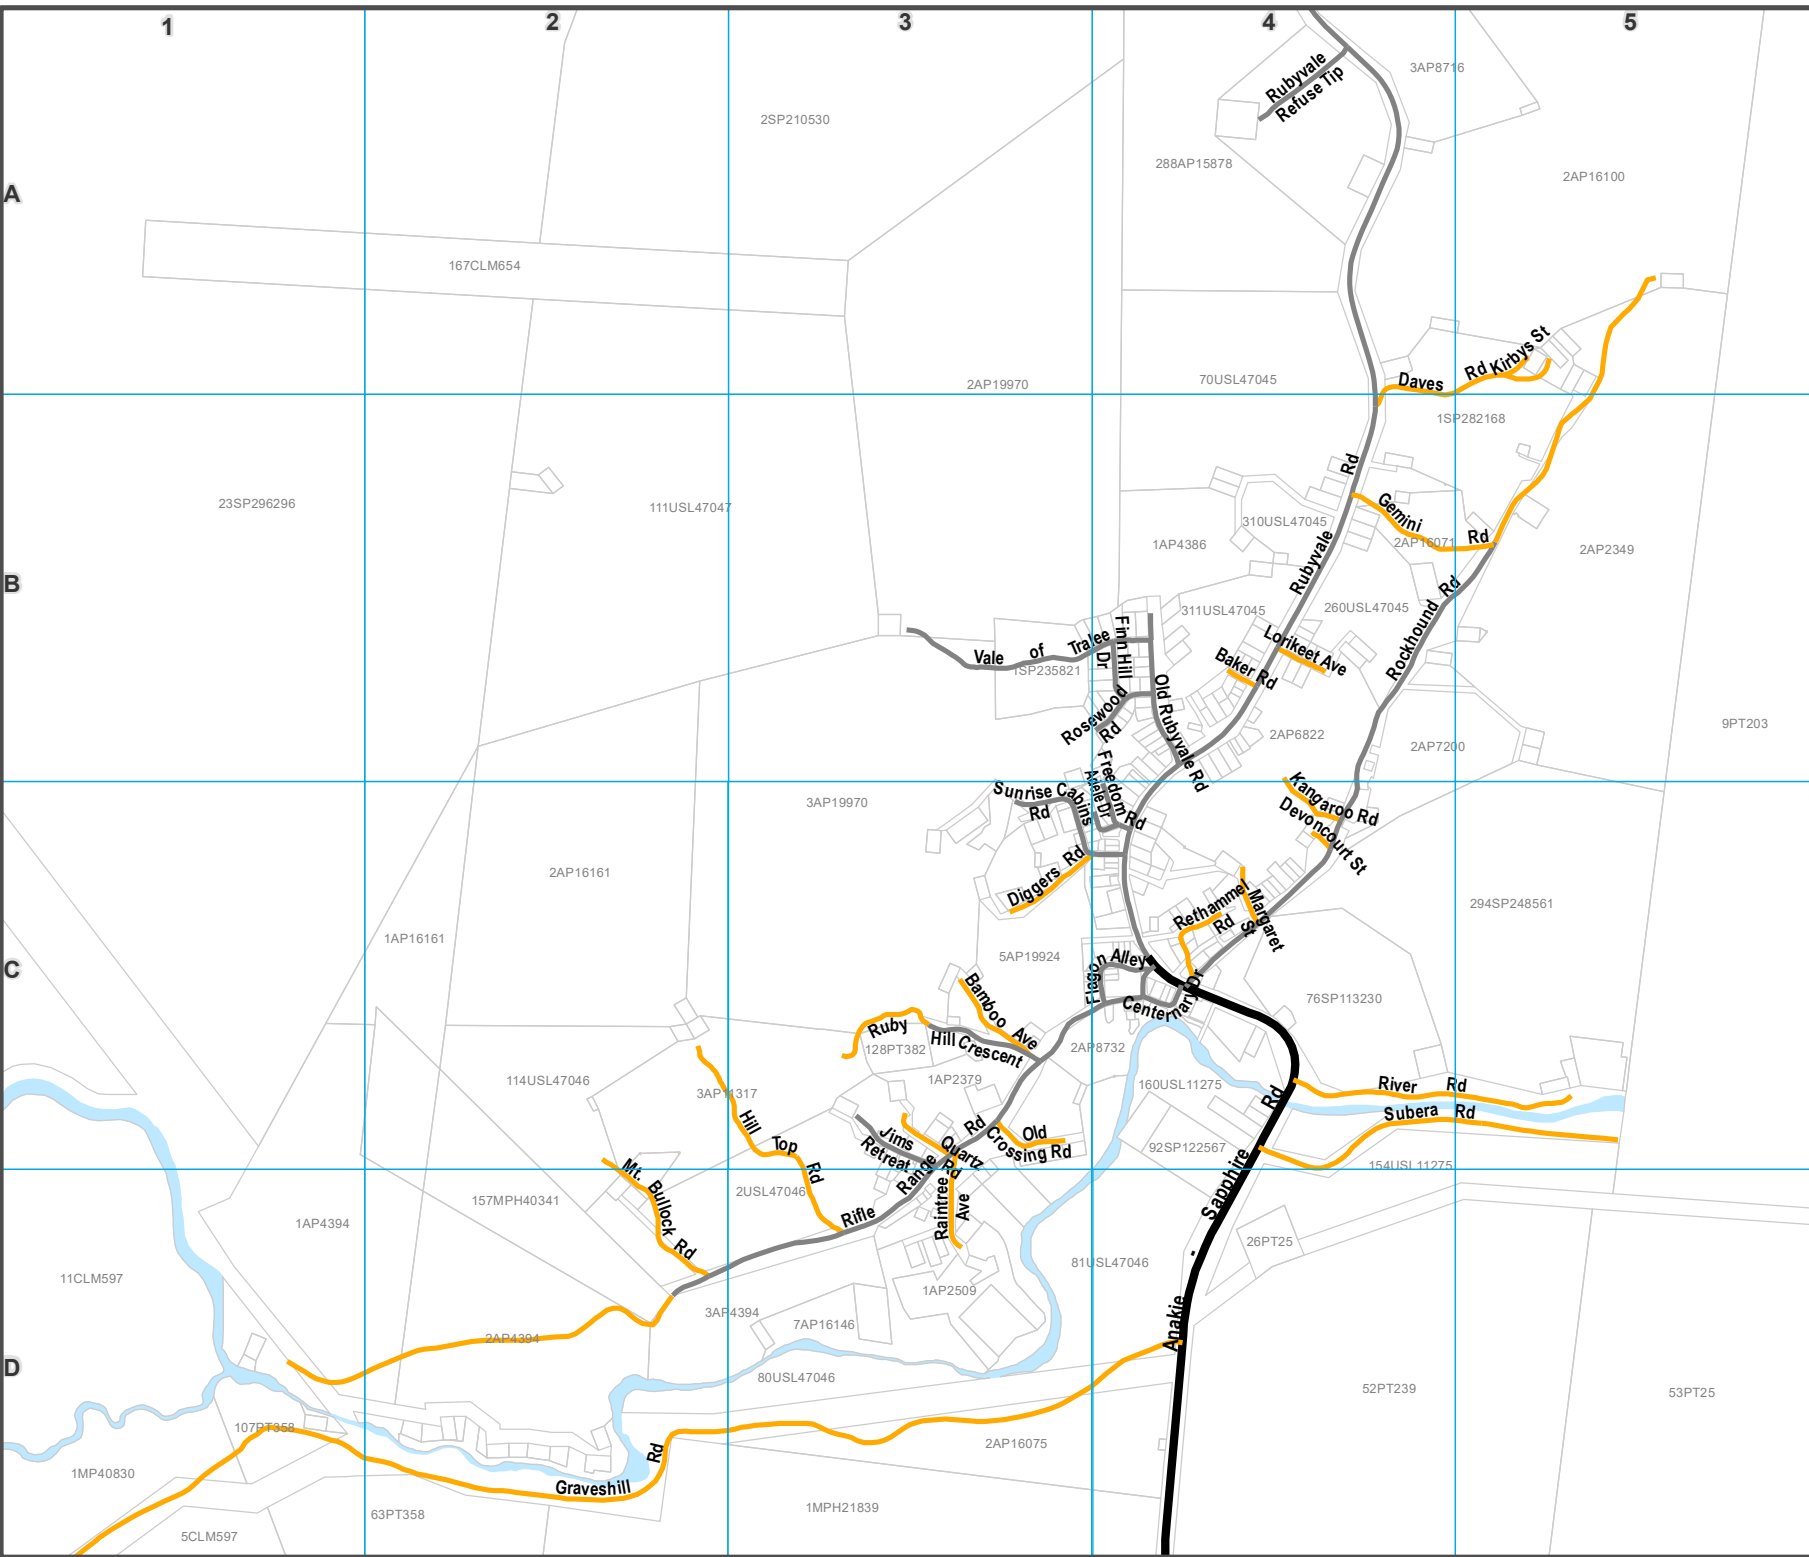 1
2
3
4
5
A
B
C
D
Rubyvale
Refuse Tip
3AP8716
2SP210530
288AP15878
2AP16100
167CLM654
Daves Rd
Kirbys St
2AP19970
70USL47045
1SP282168
Rubyvale Rd
23SP296296
111USL47047
310USL47045
1AP4386
Gemini Rd
2AP16071
2AP2349
311USL47045
260USL47045
Rockhound Rd
Lorikeet Ave
Baker Rd
Vale of Tralee
Finn Hill
Dr
1SP235821
Rosewood
Rd
Old Rubyvale Rd
2AP6822
2AP7200
9PT203
3AP19970
Sunrise Cabins
Rd
Adele Dr
Freedom Rd
Kangaroo Rd
Devoncourt St
Diggers Rd
2AP16161
1AP16161
294SP248561
Rethammel
Rd
Margaret
St
5AP19924
Flagon Alley
Centernary Dr
76SP113230
Bamboo Ave
Ruby
Hill Crescent
128PT382
2AP8732
1AP2379
114USL47046
3AP11317
160USL11275
River Rd
Subera Rd
Hill Top Rd
Jims
Retreat
Quartz
Rd
Old
Crossing Rd
92SP122567
154USL11275
Mt. Bullock Rd
157MPH40341
2USL47046
Rifle Range Rd
Raintree
Ave
Anakie Sapphire Rd
1AP4394
26PT25
11CLM597
81USL47046
1AP2509
3AP4394
7AP16146
2AP4394
80USL47046
52PT239
53PT25
107PT358
2AP16075
1MP40830
Graveshill Rd
63PT358
1MPH21839
5CLM597